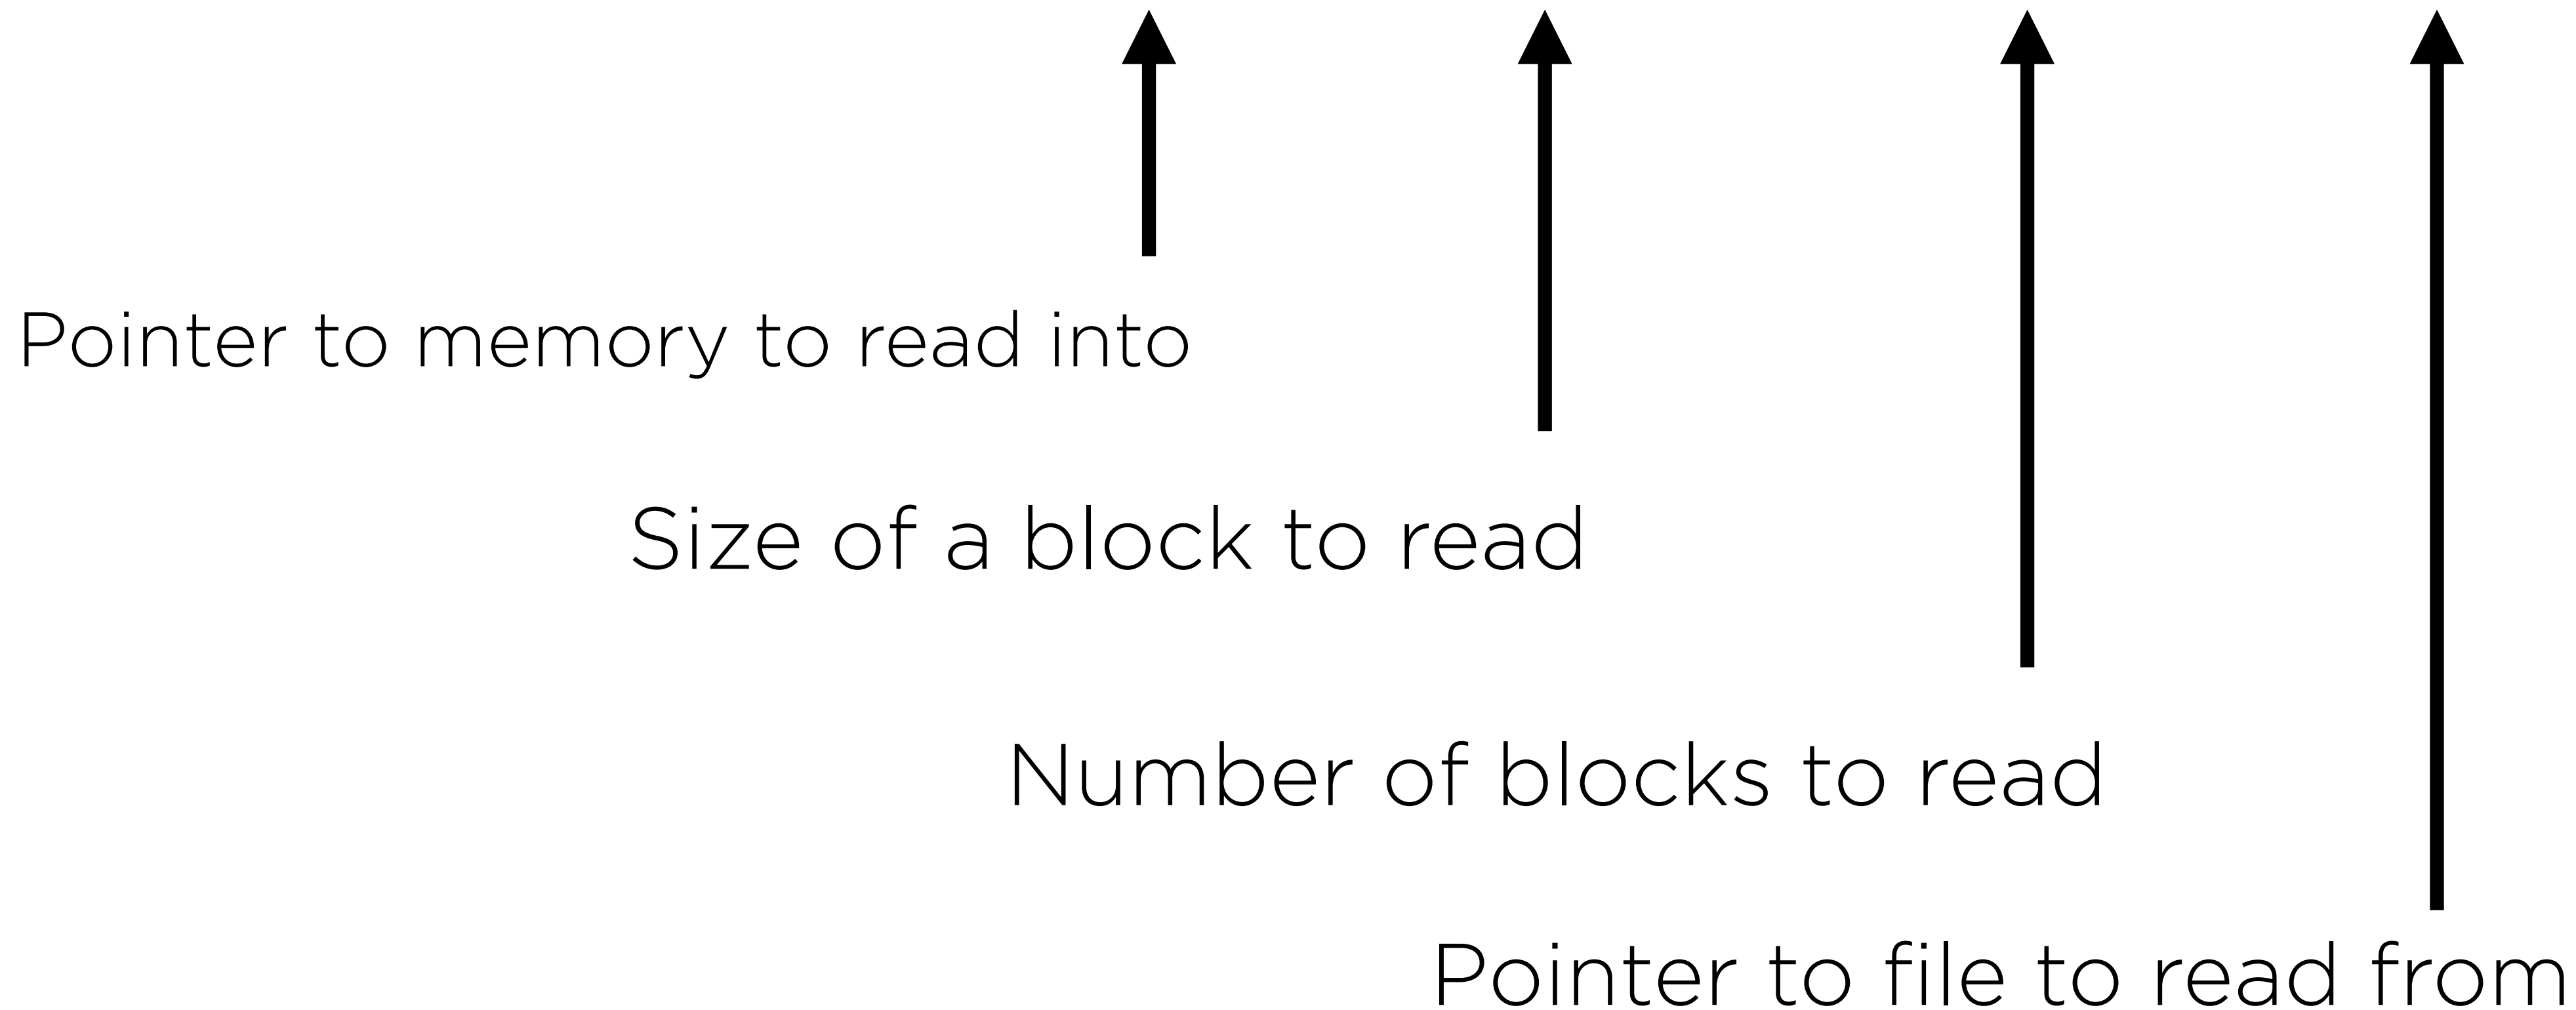 Pointer to memory to read into
Size of a block to read
Number of blocks to read
Pointer to file to read from